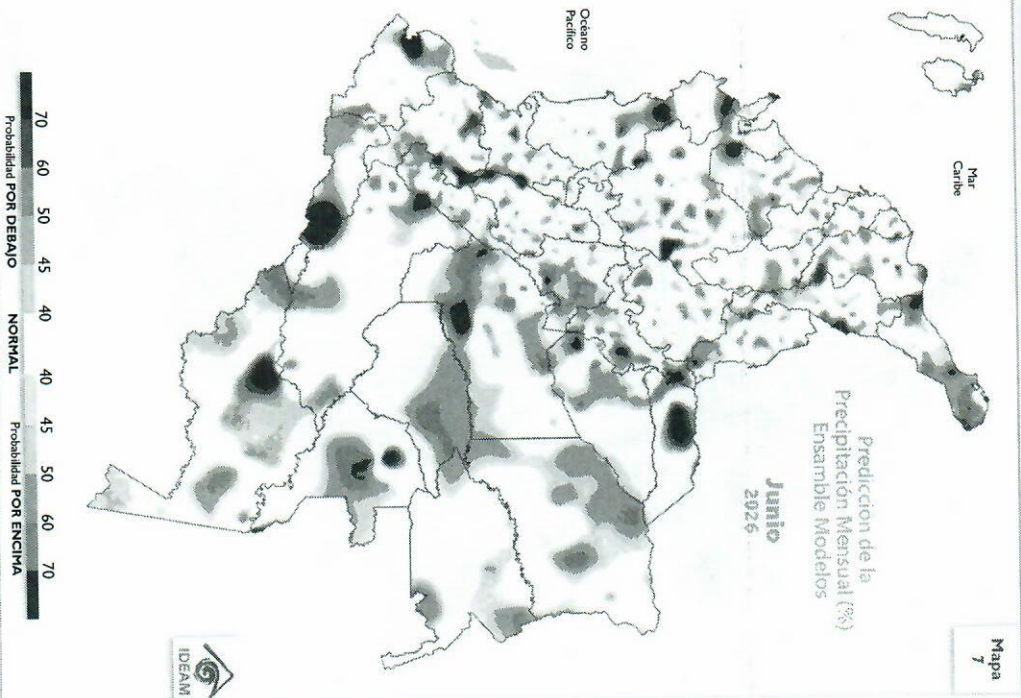 Mapa
7
Predicción de la
Precipitación Mensual (%)
Ensamble Modelos
Junio
2026
Mar
Caribe
Océano
Pacífico
70 60 50 45 40 40 45 50 60 70
Probabilidad POR DEBAJO NORMAL Probabilidad POR ENCIMA
IDEAM